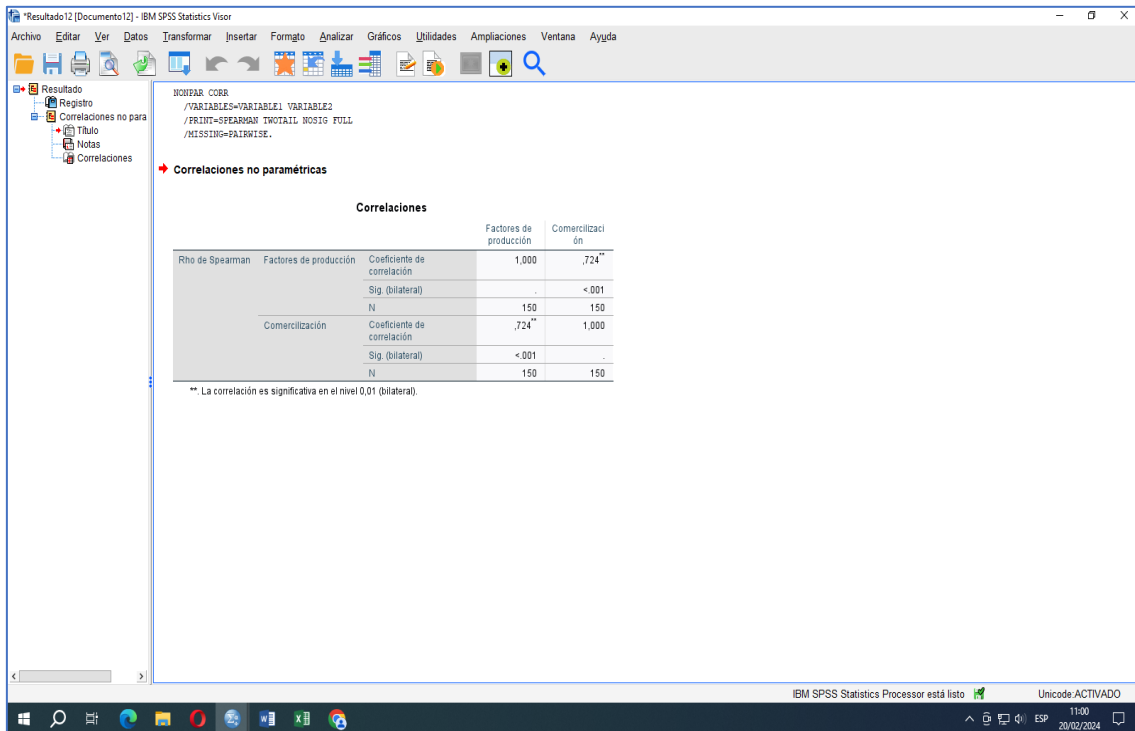 *Resultado12 [Documento12] - IBM SPSS Statistics Visor
Archivo Editar Ver Datos Transformar Insertar Formato Analizar Gráficos Utilidades Ampliaciones Ventana Ayuda
Resultado
Registro
Correlaciones no para
Título
Notas
Correlaciones
NONPAR CORR
/VARIABLES=VARIABLE1 VARIABLE2
/PRINT=SPEARMAN TWOTAIL NOSIG FULL
/MISSING=PAIRWISE.
Correlaciones no paramétricas
Correlaciones
Factores de producción Comercilizaci ón
Rho de Spearman Factores de producción Coeficiente de correlación 1,000 ,724**
Sig. (bilateral) . <.001
N 150 150
Comercilización Coeficiente de correlación ,724** 1,000
Sig. (bilateral) <.001 .
N 150 150
**. La correlación es significativa en el nivel 0,01 (bilateral).
IBM SPSS Statistics Processor está listo Unicode:ACTIVADO
ESP 11:00
20/02/2024